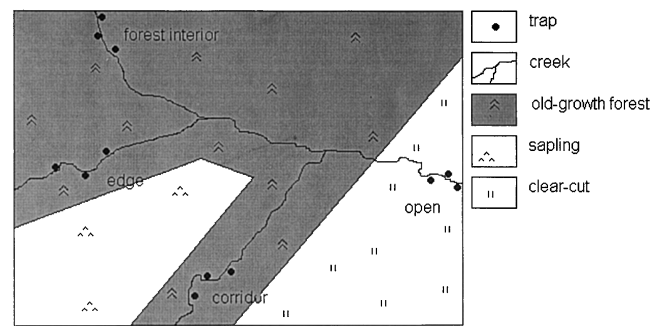 forest interior
edge
open
corridor
trap
creek
old-growth forest
sapling
clear-cut